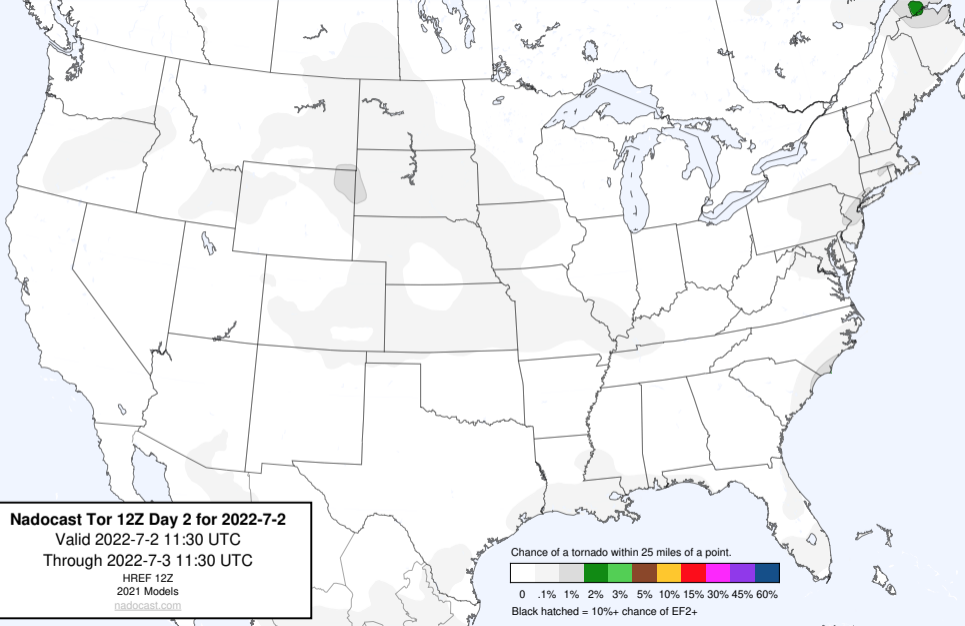 Nadocast Tor 12Z Day 2 for 2022-7-2
Valid 2022-7-2 11:30 UTC
Through 2022-7-3 11:30 UTC
HREF 12Z
2021 Models
nadocast.com
Chance of a tornado within 25 miles of a point.
0 .1% 1% 2% 3% 5% 10% 15% 30% 45% 60%
Black hatched = 10%+ chance of EF2+